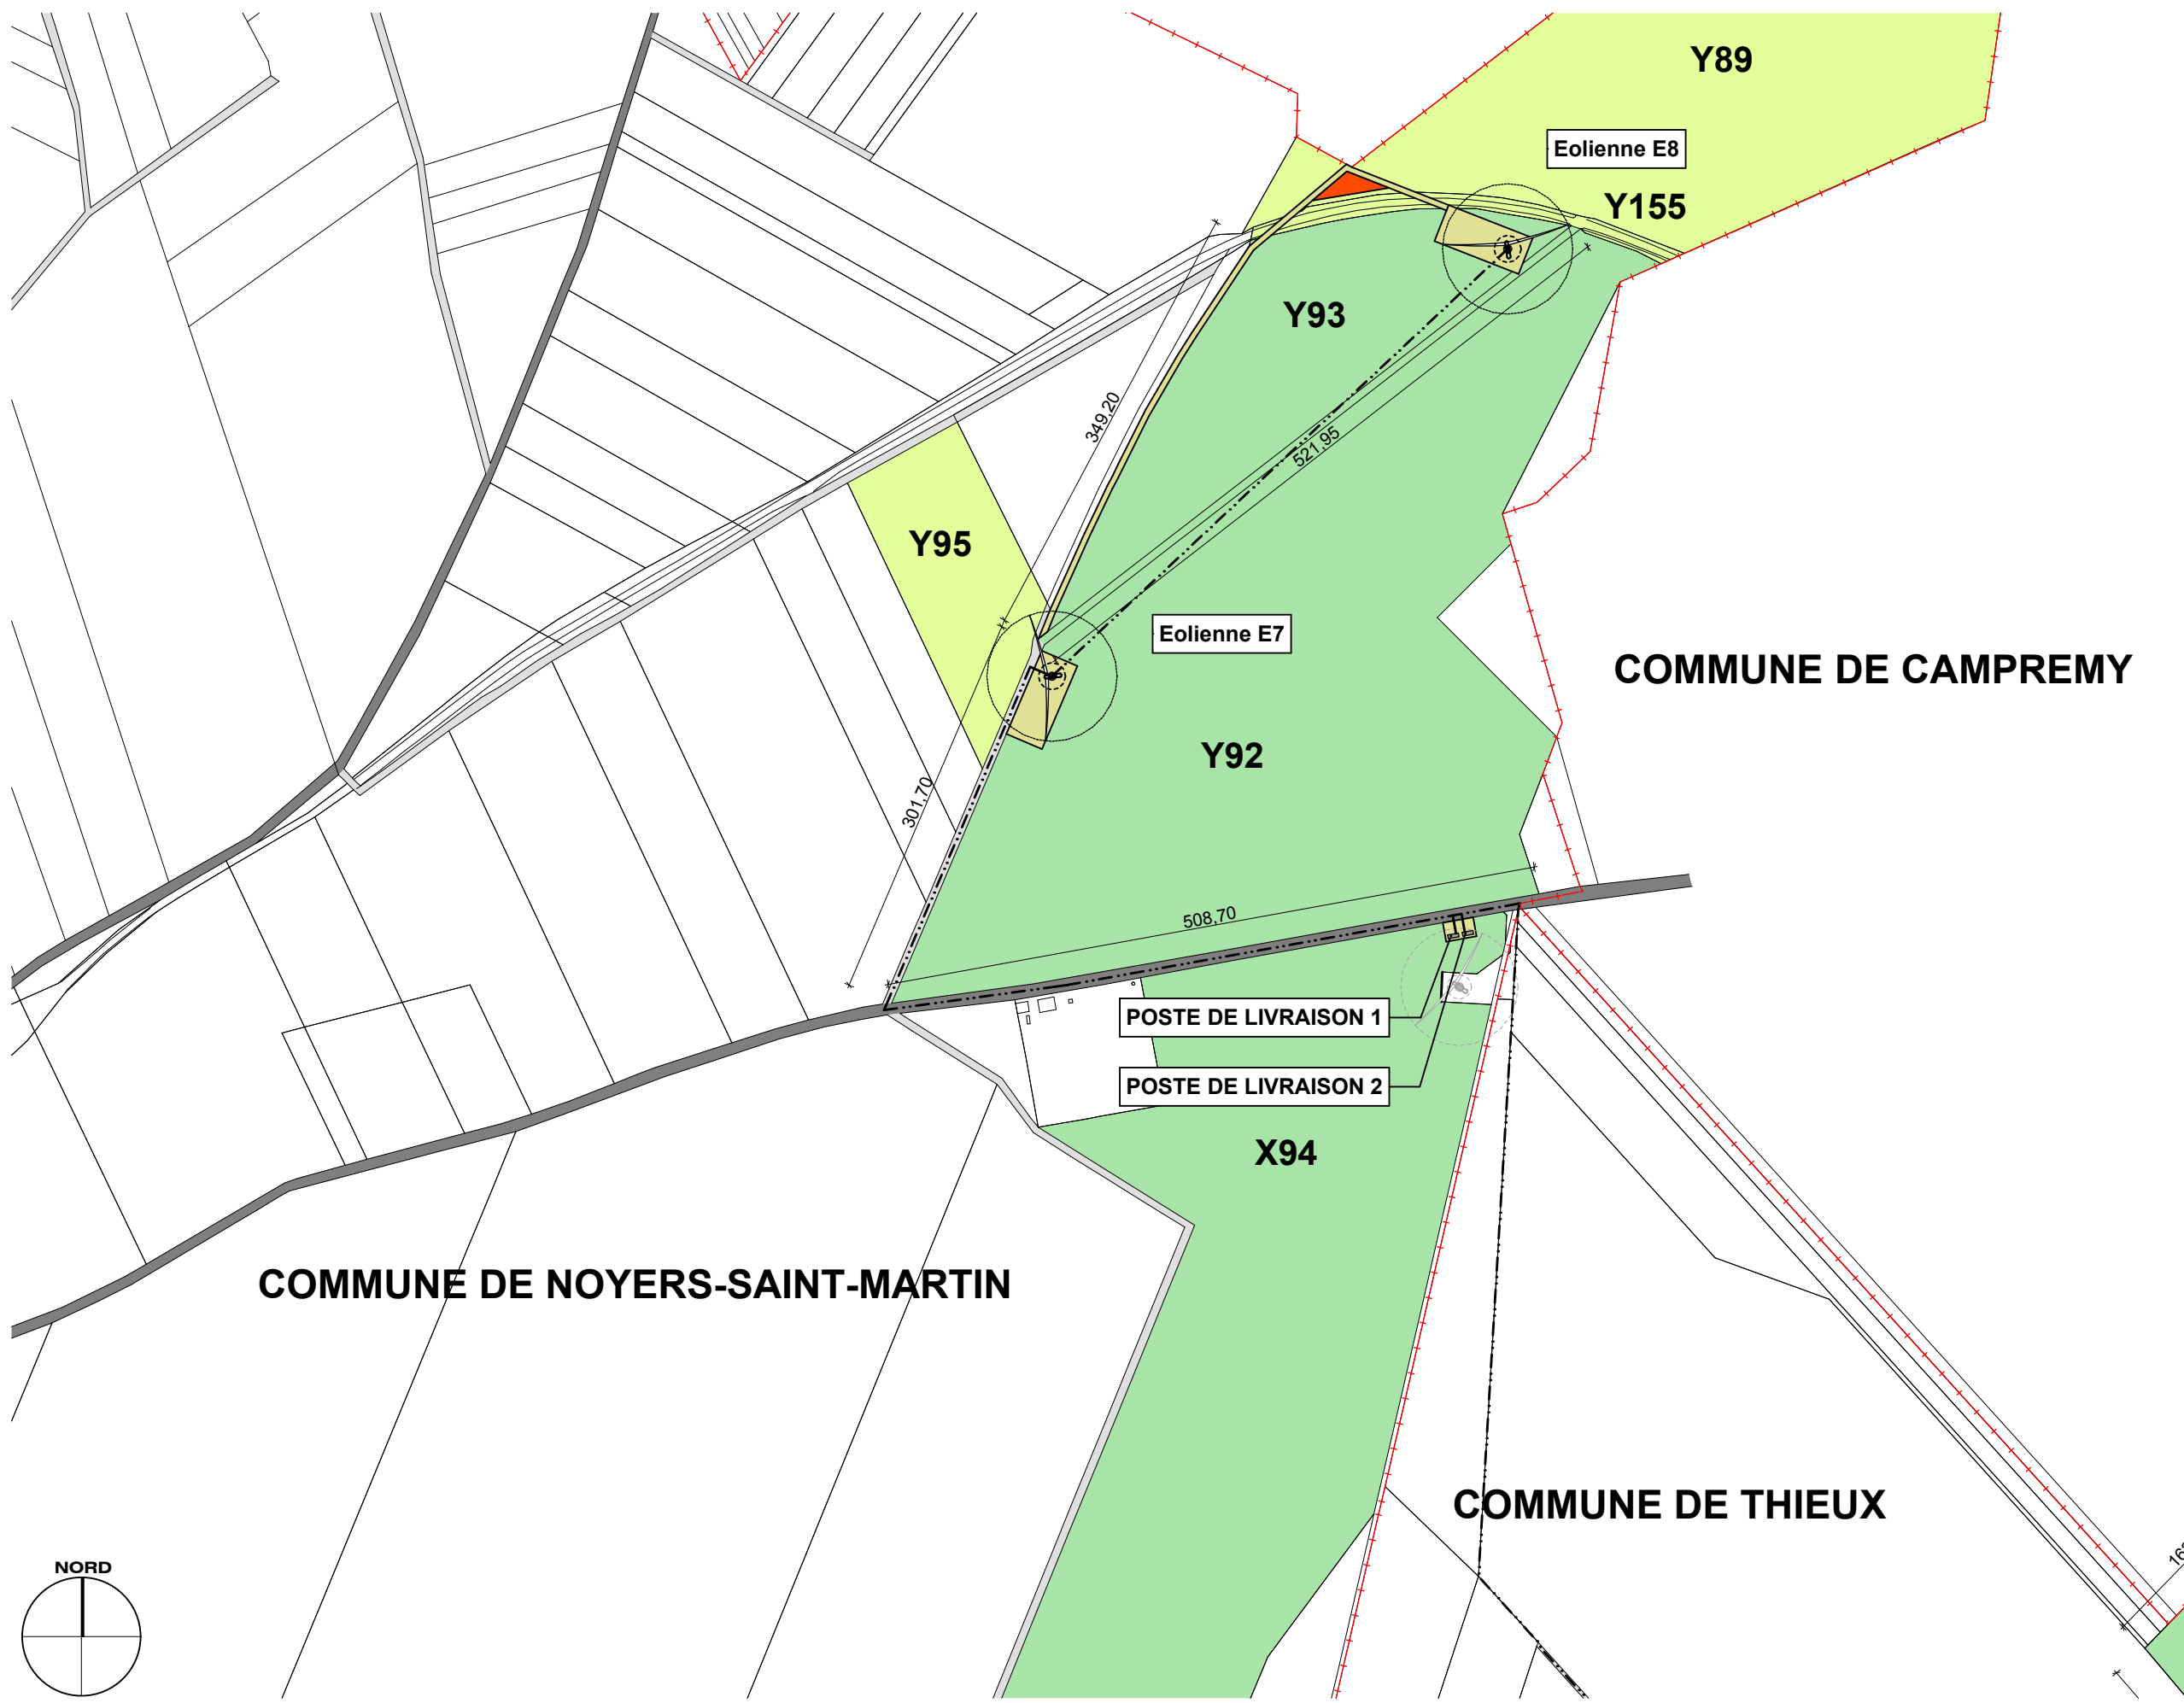 Y89
Eolienne E8
Y155
Y93
349,20
521,95
Y95
Eolienne E7
COMMUNE DE CAMPREMY
Y92
301,70
508,70
POSTE DE LIVRAISON 1
POSTE DE LIVRAISON 2
X94
COMMUNE DE NOYERS-SAINT-MARTIN
COMMUNE DE THIEUX
NORD